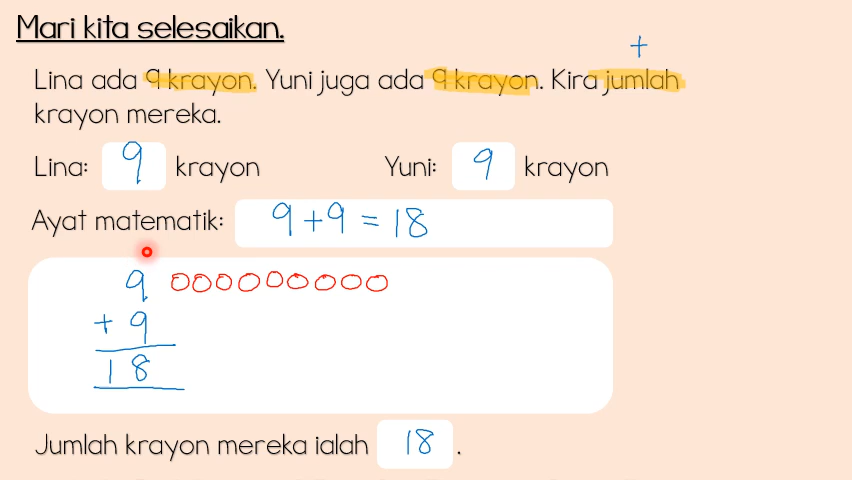 Mari kita selesaikan.
+
Lina ada 9 krayon. Yuni juga ada 9 krayon. Kira jumlah
krayon mereka.
Lina: 9 krayon Yuni: 9 krayon
Ayat matematik: 9 + 9 = 18
9
+ 9
18
Jumlah krayon mereka ialah 18.